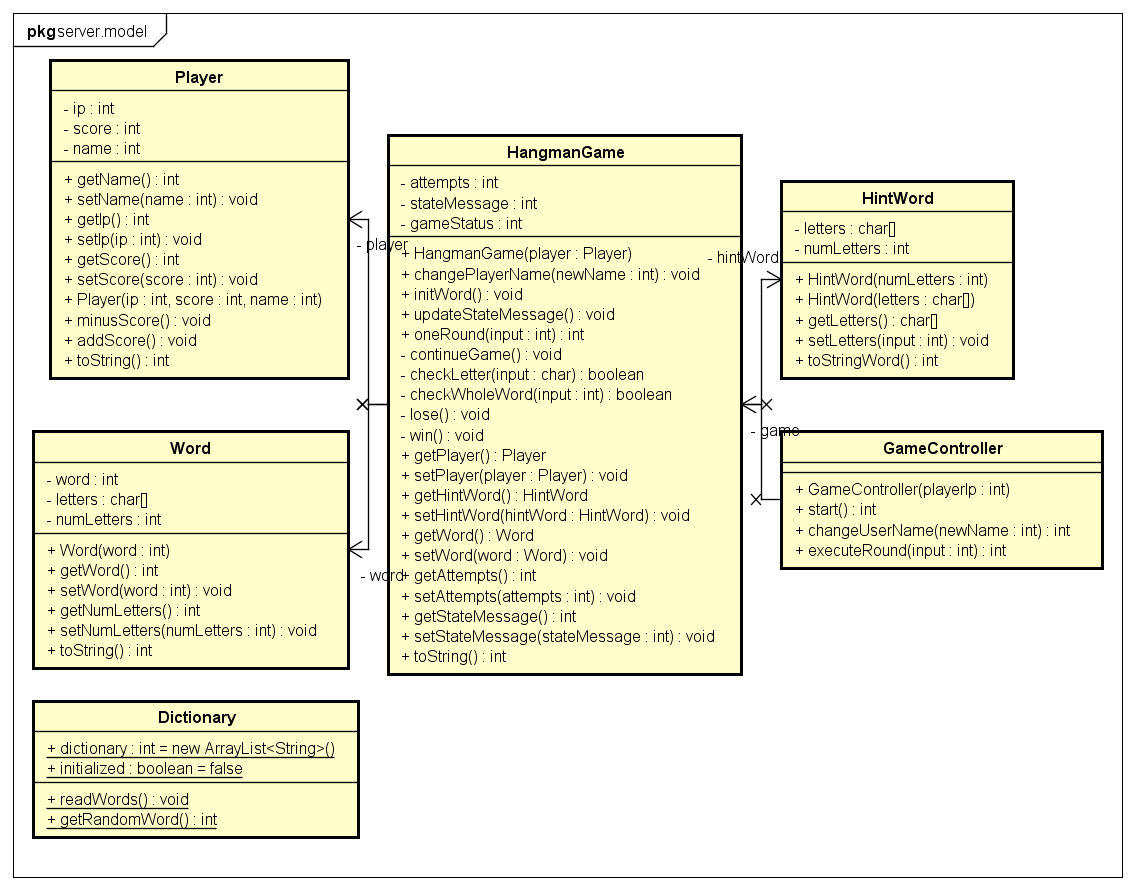 pkg server.model
Player
- ip : int
- score : int
- name : int
+ getName() : int
+ setName(name : int) : void
+ getIp() : int
+ setIp(ip : int) : void
+ getScore() : int
+ setScore(score : int) : void
+ Player(ip : int, score : int, name : int)
+ minusScore() : void
+ addScore() : void
+ toString() : int
- player
Word
- word : int
- letters : char[]
- numLetters : int
+ Word(word : int)
+ getWord() : int
+ setWord(word : int) : void
+ getNumLetters() : int
+ setNumLetters(numLetters : int) : void
+ toString() : int
- word
Dictionary
+ dictionary : int = new ArrayList<String>()
+ initialized : boolean = false
+ readWords() : void
+ getRandomWord() : int
HangmanGame
- attempts : int
- stateMessage : int
- gameStatus : int
+ HangmanGame(player : Player)
+ changePlayerName(newName : int) : void
+ initWord() : void
+ updateStateMessage() : void
+ oneRound(input : int) : int
- continueGame() : void
- checkLetter(input : char) : boolean
- checkWholeWord(input : int) : boolean
- lose() : void
- win() : void
+ getPlayer() : Player
+ setPlayer(player : Player) : void
+ getHintWord() : HintWord
+ setHintWord(hintWord : HintWord) : void
+ getWord() : Word
+ setWord(word : Word) : void
+ getAttempts() : int
+ setAttempts(attempts : int) : void
+ getStateMessage() : int
+ setStateMessage(stateMessage : int) : void
+ toString() : int
- hintWord
HintWord
- letters : char[]
- numLetters : int
+ HintWord(numLetters : int)
+ HintWord(letters : char[])
+ getLetters() : char[]
+ setLetters(input : int) : void
+ toStringWord() : int
- game
GameController
+ GameController(playerIp : int)
+ start() : int
+ changeUserName(newName : int) : int
+ executeRound(input : int) : int